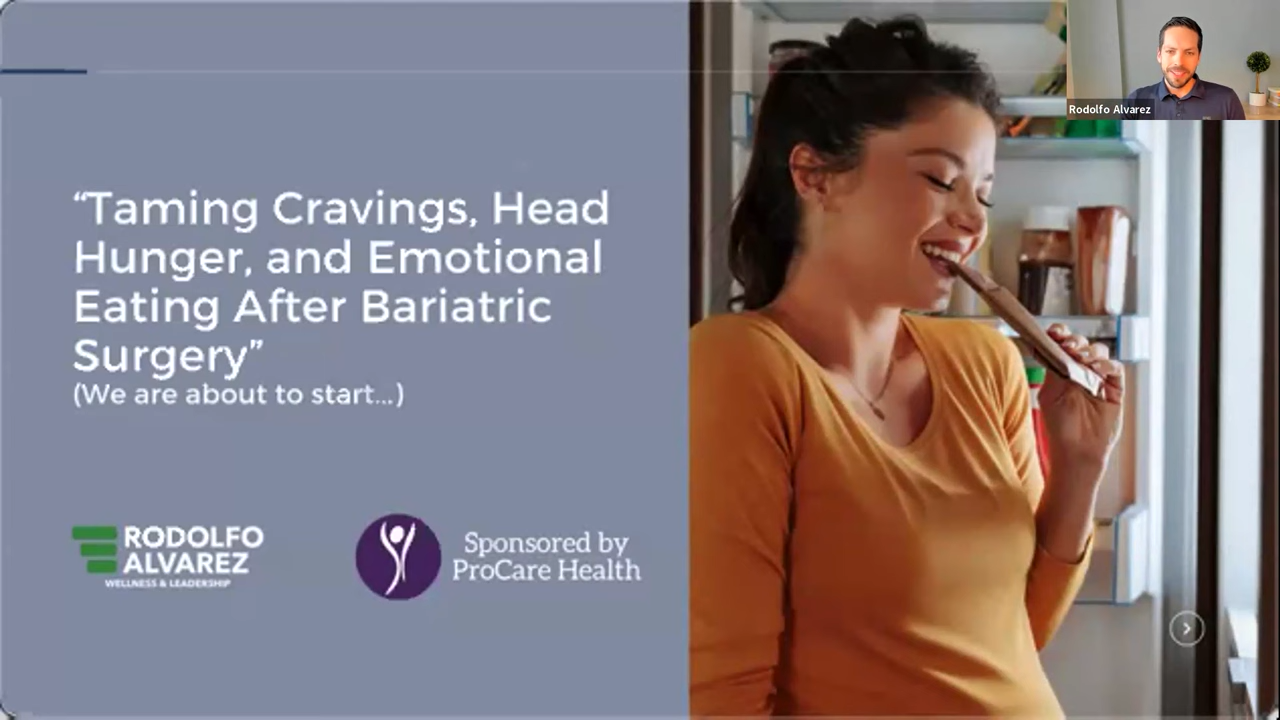 “Taming Cravings, Head
Hunger, and Emotional
Eating After Bariatric
Surgery”
(We are about to start...)
RODOLFO
ALVAREZ
WELLNESS & LEADERSHIP
Sponsored by
ProCare Health
Rodolfo Alvarez